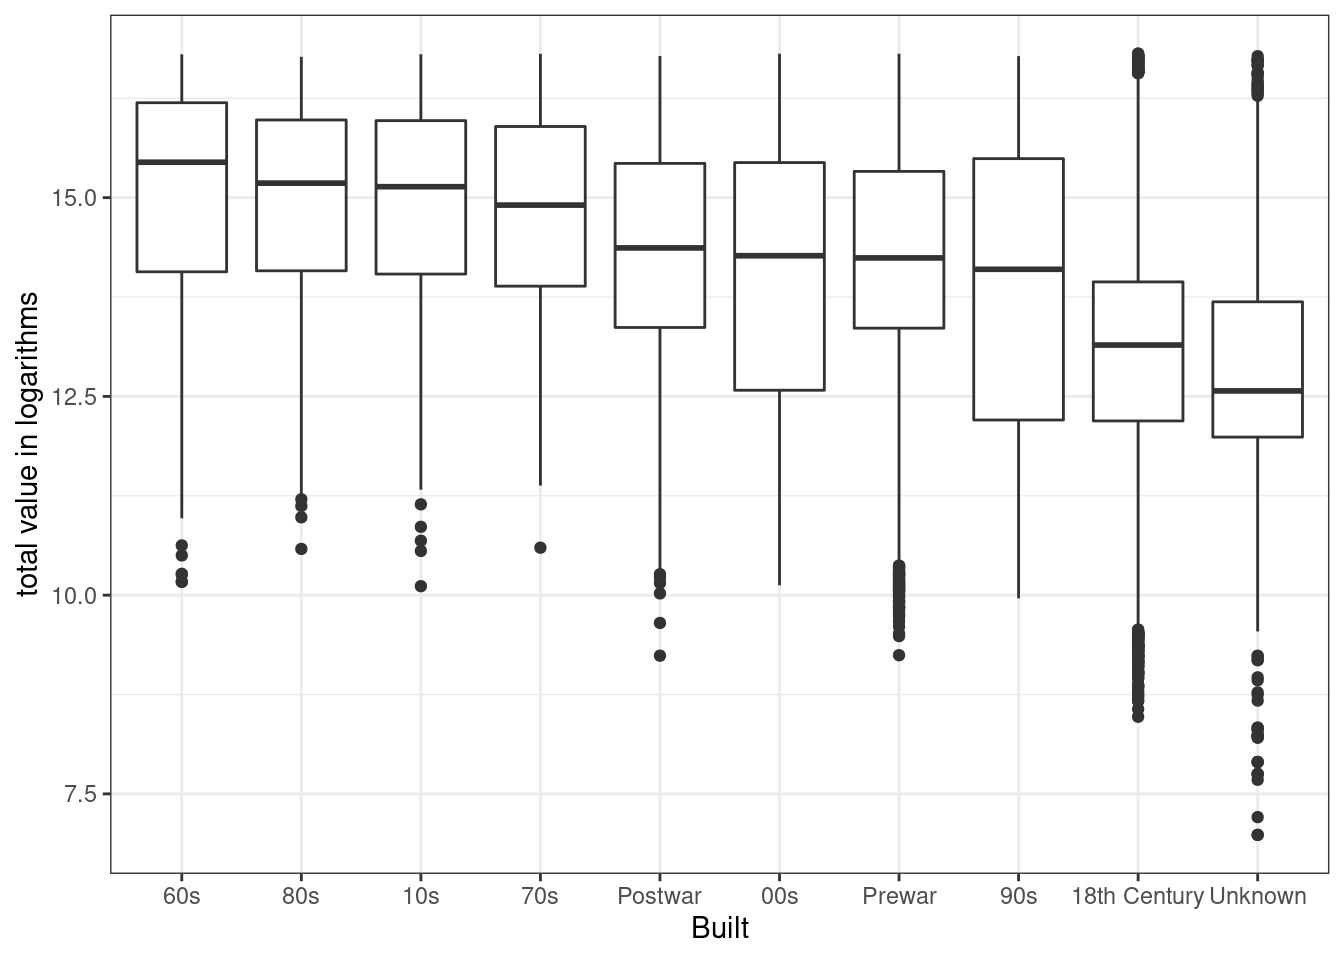 total value in logarithms
15.0
12.5
10.0
7.5
60s 80s 10s 70s Postwar 00s Prewar 90s 18th Century Unknown
Built